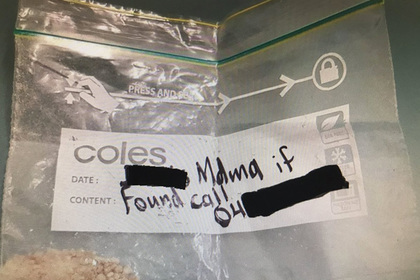 PRESS AND
coles
DATE: Mdma if
CONTENT: Found call
04